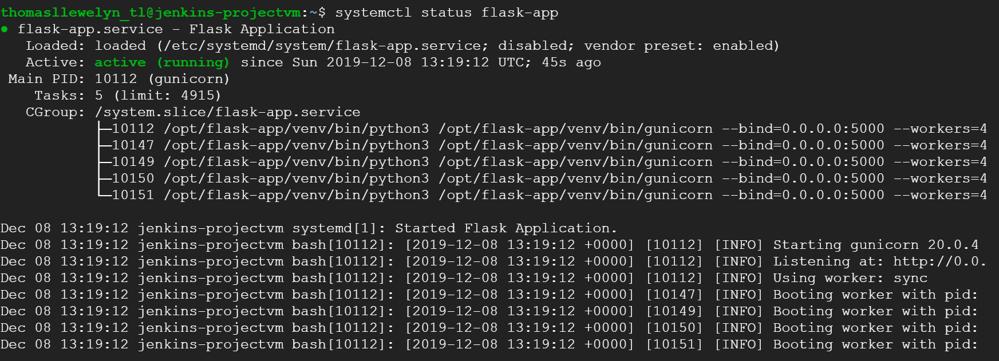 thomasllewelyn_tl@jenkins-projectvm:~$ systemctl status flask-app
● flask-app.service - Flask Application
   Loaded: loaded (/etc/systemd/system/flask-app.service; disabled; vendor preset: enabled)
   Active: active (running) since Sun 2019-12-08 13:19:12 UTC; 45s ago
 Main PID: 10112 (gunicorn)
    Tasks: 5 (limit: 4915)
   CGroup: /system.slice/flask-app.service
           ├─10112 /opt/flask-app/venv/bin/python3 /opt/flask-app/venv/bin/gunicorn --bind=0.0.0.0:5000 --workers=4
           ├─10147 /opt/flask-app/venv/bin/python3 /opt/flask-app/venv/bin/gunicorn --bind=0.0.0.0:5000 --workers=4
           ├─10149 /opt/flask-app/venv/bin/python3 /opt/flask-app/venv/bin/gunicorn --bind=0.0.0.0:5000 --workers=4
           ├─10150 /opt/flask-app/venv/bin/python3 /opt/flask-app/venv/bin/gunicorn --bind=0.0.0.0:5000 --workers=4
           └─10151 /opt/flask-app/venv/bin/python3 /opt/flask-app/venv/bin/gunicorn --bind=0.0.0.0:5000 --workers=4

Dec 08 13:19:12 jenkins-projectvm systemd[1]: Started Flask Application.
Dec 08 13:19:12 jenkins-projectvm bash[10112]: [2019-12-08 13:19:12 +0000] [10112] [INFO] Starting gunicorn 20.0.4
Dec 08 13:19:12 jenkins-projectvm bash[10112]: [2019-12-08 13:19:12 +0000] [10112] [INFO] Listening at: http://0.0.
Dec 08 13:19:12 jenkins-projectvm bash[10112]: [2019-12-08 13:19:12 +0000] [10112] [INFO] Using worker: sync
Dec 08 13:19:12 jenkins-projectvm bash[10112]: [2019-12-08 13:19:12 +0000] [10147] [INFO] Booting worker with pid:
Dec 08 13:19:12 jenkins-projectvm bash[10112]: [2019-12-08 13:19:12 +0000] [10149] [INFO] Booting worker with pid:
Dec 08 13:19:12 jenkins-projectvm bash[10112]: [2019-12-08 13:19:12 +0000] [10150] [INFO] Booting worker with pid:
Dec 08 13:19:12 jenkins-projectvm bash[10112]: [2019-12-08 13:19:12 +0000] [10151] [INFO] Booting worker with pid: